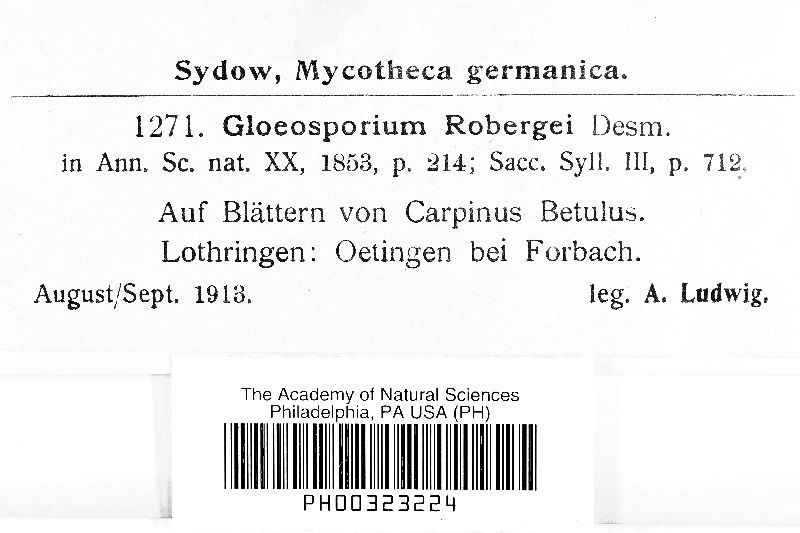 Sydow, Mycotheca germanica.
1271. Gloeosporium Robergei Desm.
in Ann. Sc. nat. XX, 1853, p. 214; Sacc. Syll. III, p. 712.
Auf Blättern von Carpinus Betulus.
Lothringen: Oetingen bei Forbach.
August/Sept. 1913. leg. A. Ludwig.
The Academy of Natural Sciences
Philadelphia, PA USA (PH)
PH00323224